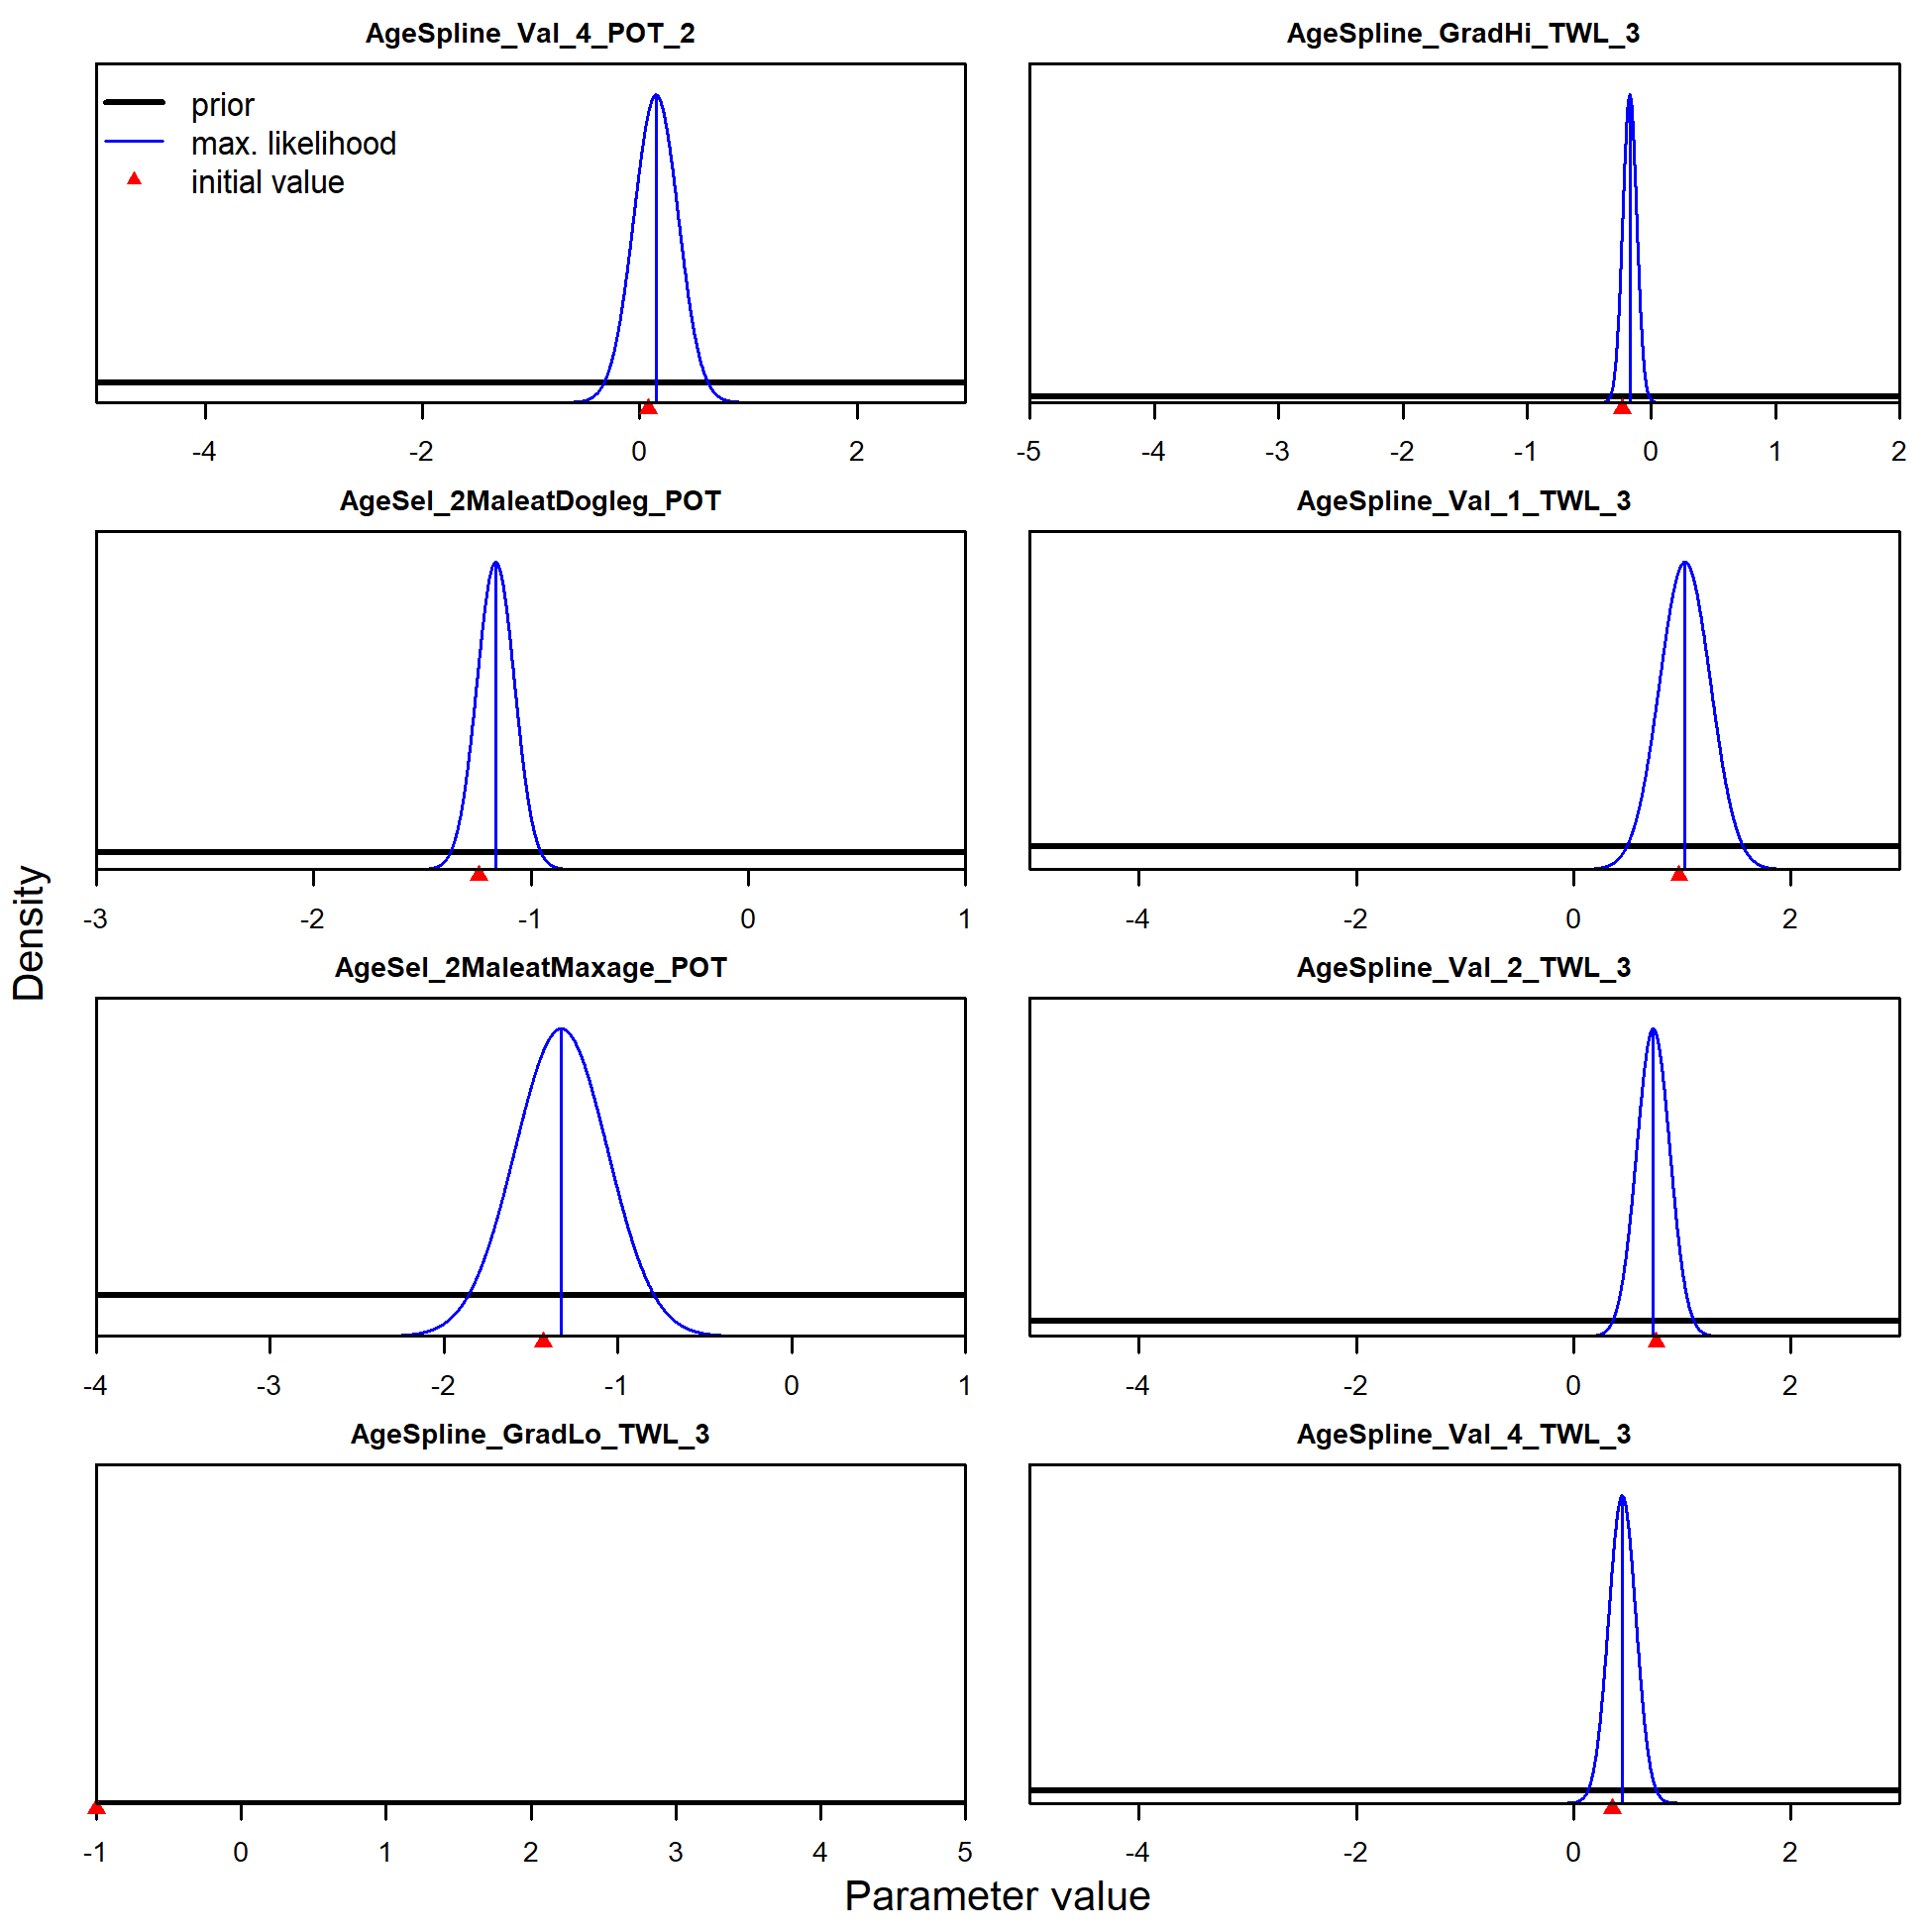 AgeSpline_Val_4_POT_2
prior
max. likelihood
initial value
-4 -2 0 2
AgeSpline_GradHi_TWL_3
-5 -4 -3 -2 -1 0 1 2
AgeSel_2MaleatDogleg_POT
-3 -2 -1 0 1
AgeSpline_Val_1_TWL_3
-4 -2 0 2
AgeSel_2MaleatMaxage_POT
-4 -3 -2 -1 0 1
AgeSpline_Val_2_TWL_3
-4 -2 0 2
AgeSpline_GradLo_TWL_3
-1 0 1 2 3 4 5
AgeSpline_Val_4_TWL_3
-4 -2 0 2
Density
Parameter value